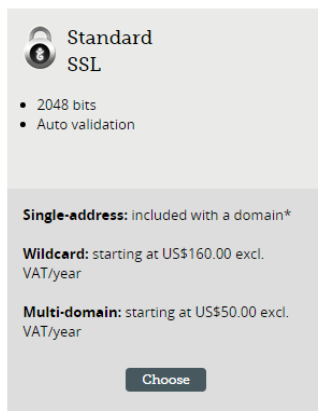 Standard
SSL
• 2048 bits
• Auto validation
Single-address: included with a domain*
Wildcard: starting at US$160.00 excl.
VAT/year
Multi-domain: starting at US$50.00 excl.
VAT/year
Choose